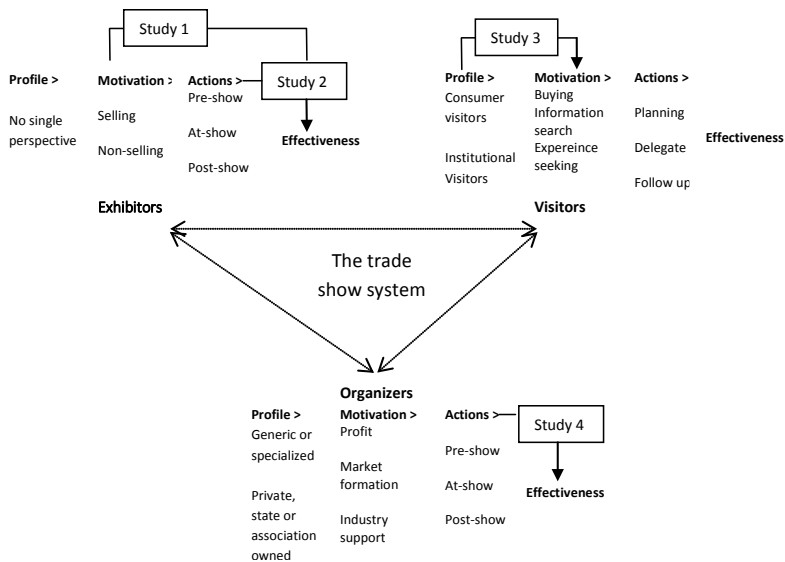 Study 1
Profile >
No single
perspective
Motivation >
Selling
Non-selling
Actions >
Pre-show
At-show
Post-show
Study 2
Effectiveness
Exhibitors
Study 3
Profile >
Consumer
visitors
Institutional
Visitors
Motivation >
Buying
Information
search
Expereince
seeking
Actions >
Planning
Delegate
Follow up
Effectiveness
Visitors
The trade
show system
Organizers
Profile >
Generic or
specialized
Private,
state or
association
owned
Motivation >
Profit
Market
formation
Industry
support
Actions >
Pre-show
At-show
Post-show
Study 4
Effectiveness